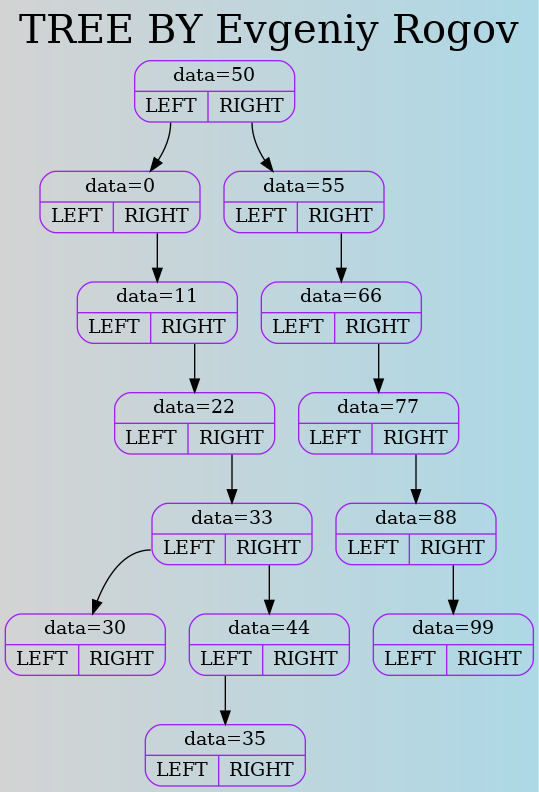 TREE BY Evgeniy Rogov
data=50
LEFT RIGHT
data=0 data=55
LEFT RIGHT LEFT RIGHT
data=11 data=66
LEFT RIGHT LEFT RIGHT
data=22 data=77
LEFT RIGHT LEFT RIGHT
data=33 data=88
LEFT RIGHT LEFT RIGHT
data=30 data=44 data=99
LEFT RIGHT LEFT RIGHT LEFT RIGHT
data=35
LEFT RIGHT